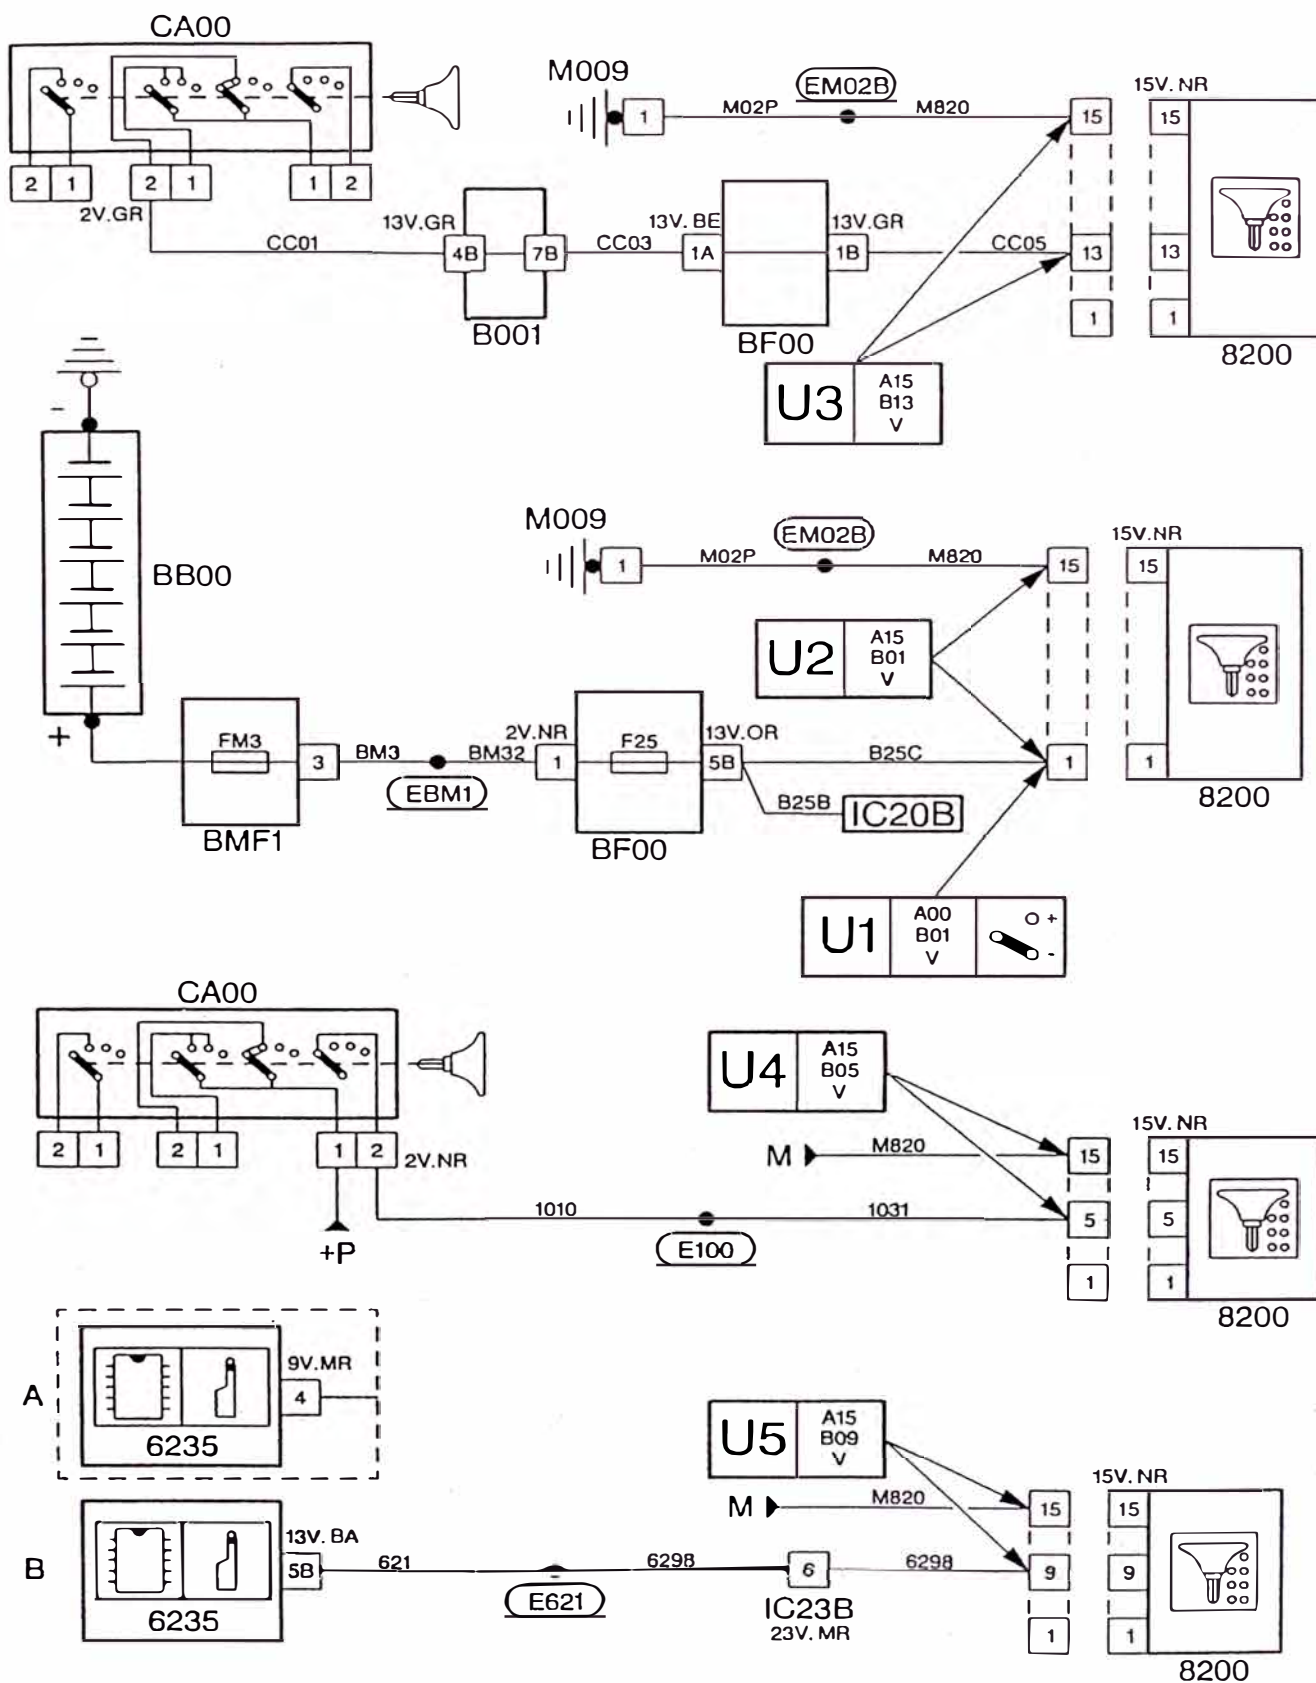 CA00
2 1 2 1 1 2
2V.GR
CC01
13V.GR
4B 7B
B001
CC03
13V. BE
1A 1B
13V.GR
BF00
CC05
M009
1
M02P
EM02B
M820
15
13
1
15V. NR
15
13
1
8200
U3
A15
B13
V
-
BB00
+
FM3
3
BMF1
BM3
EBM1
BM32
2V.NR
1
F25
13V.OR
5B
BF00
B25C
B25B
IC20B
M009
1
M02P
EM02B
M820
15
1
15V.NR
15
1
8200
U2
A15
B01
V
U1
A00
B01
V
+
-
CA00
2 1 2 1 1 2
2V.NR
+P
1010
E100
1031
U4
A15
B05
V
M
M820
15
5
1
15V. NR
15
5
1
8200
A
9V.MR
4
6235
B
13V. BA
5B
6235
621
E621
6298
6
IC23B
23V. MR
6298
U5
A15
B09
V
M
M820
15
9
1
15V. NR
15
9
1
8200